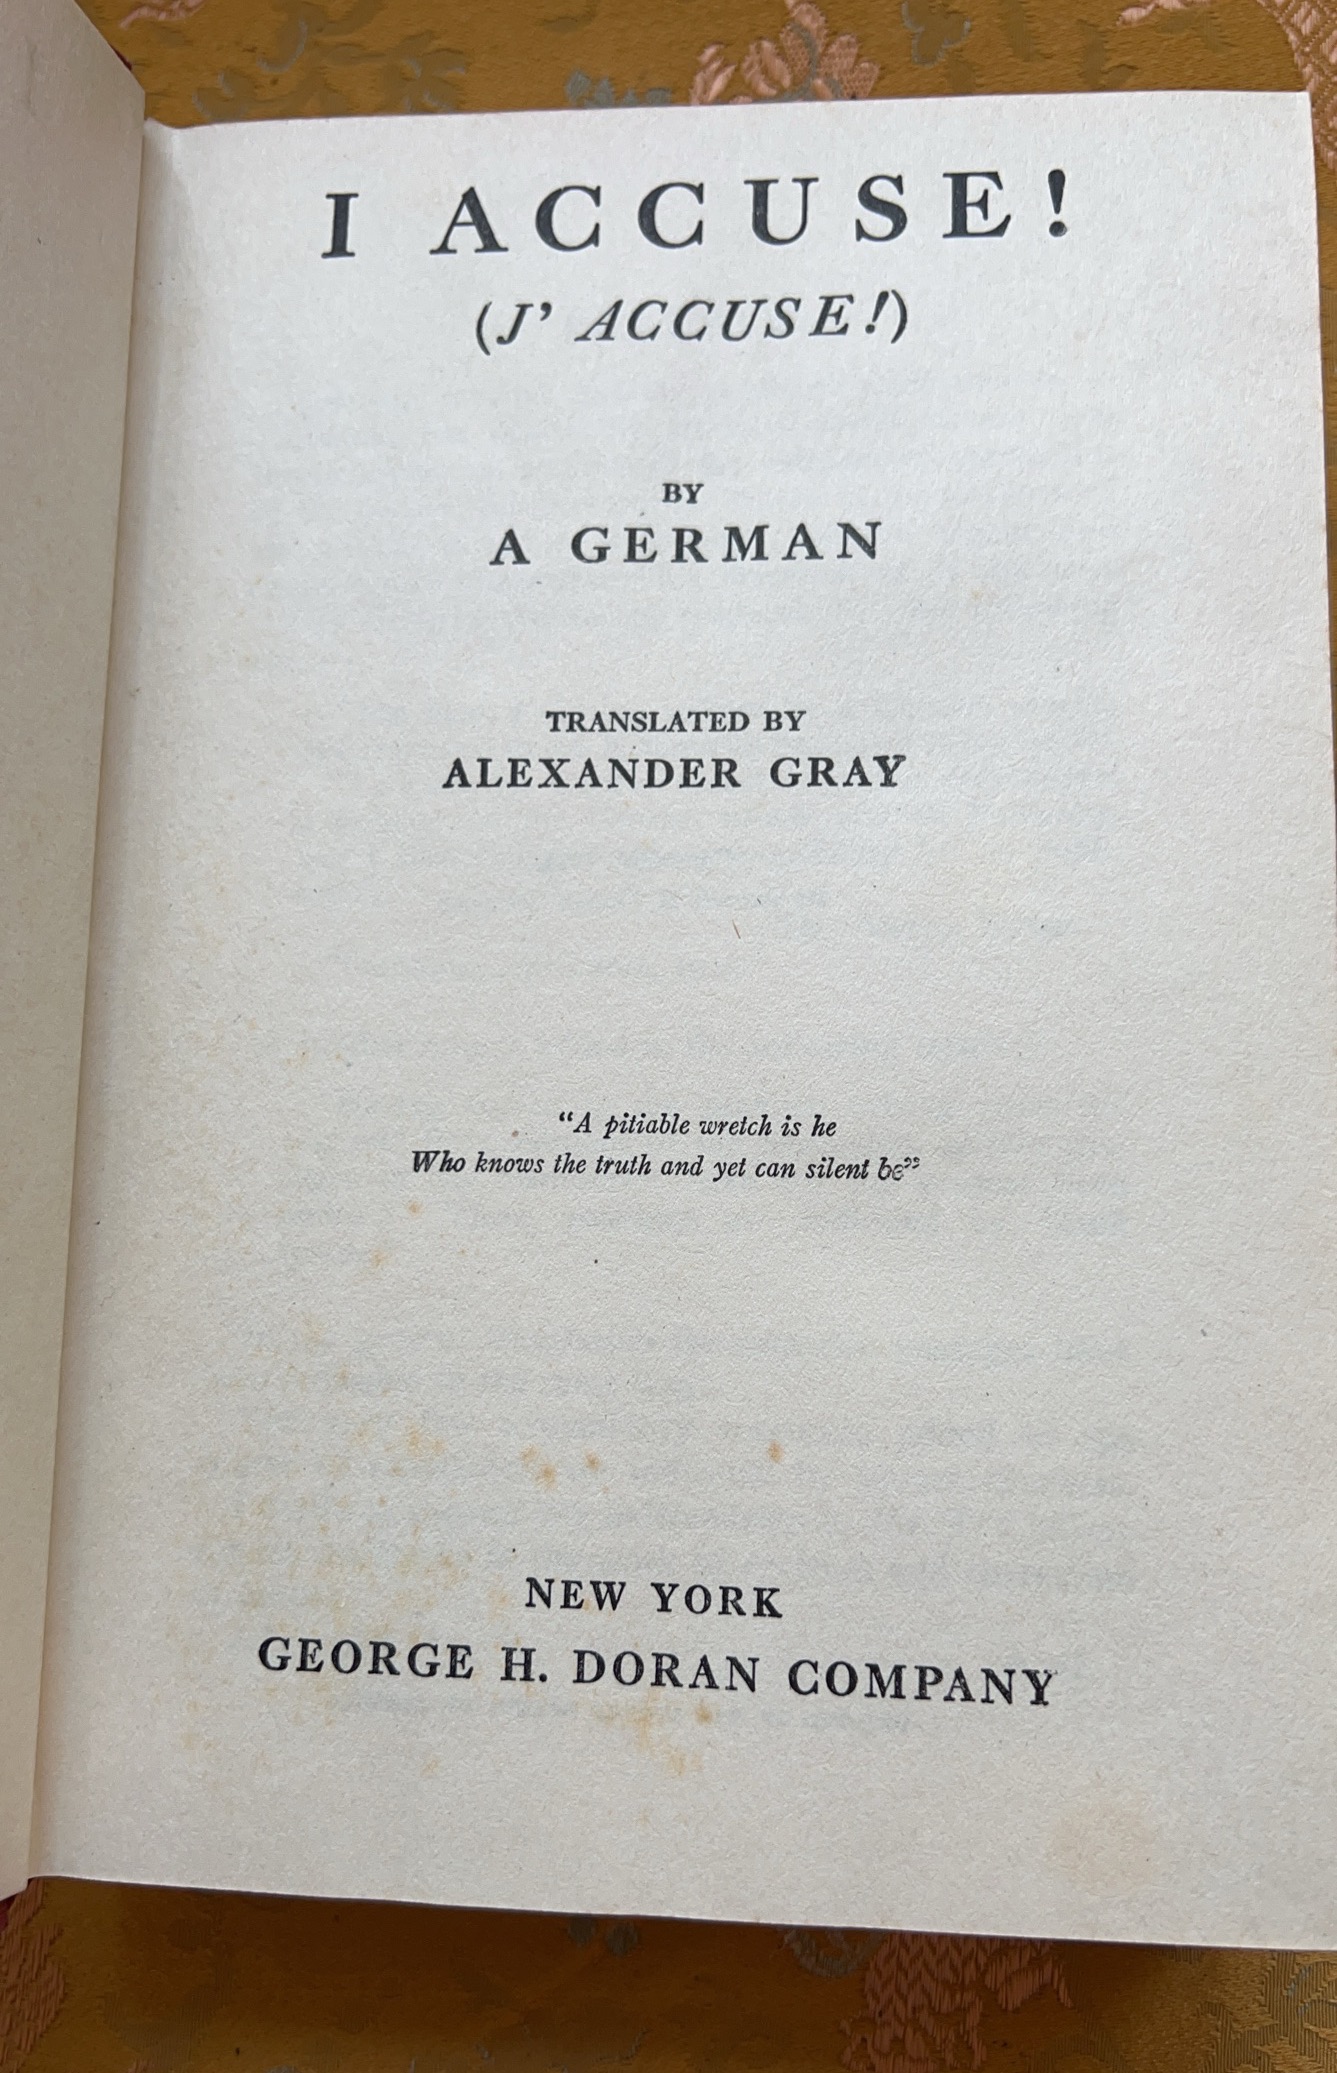 I ACCUSE!
(J' ACCUSE!)
BY
A GERMAN
TRANSLATED BY
ALEXANDER GRAY
"A pitiable wretch is he
Who knows the truth and yet can silent be"
NEW YORK
GEORGE H. DORAN COMPANY